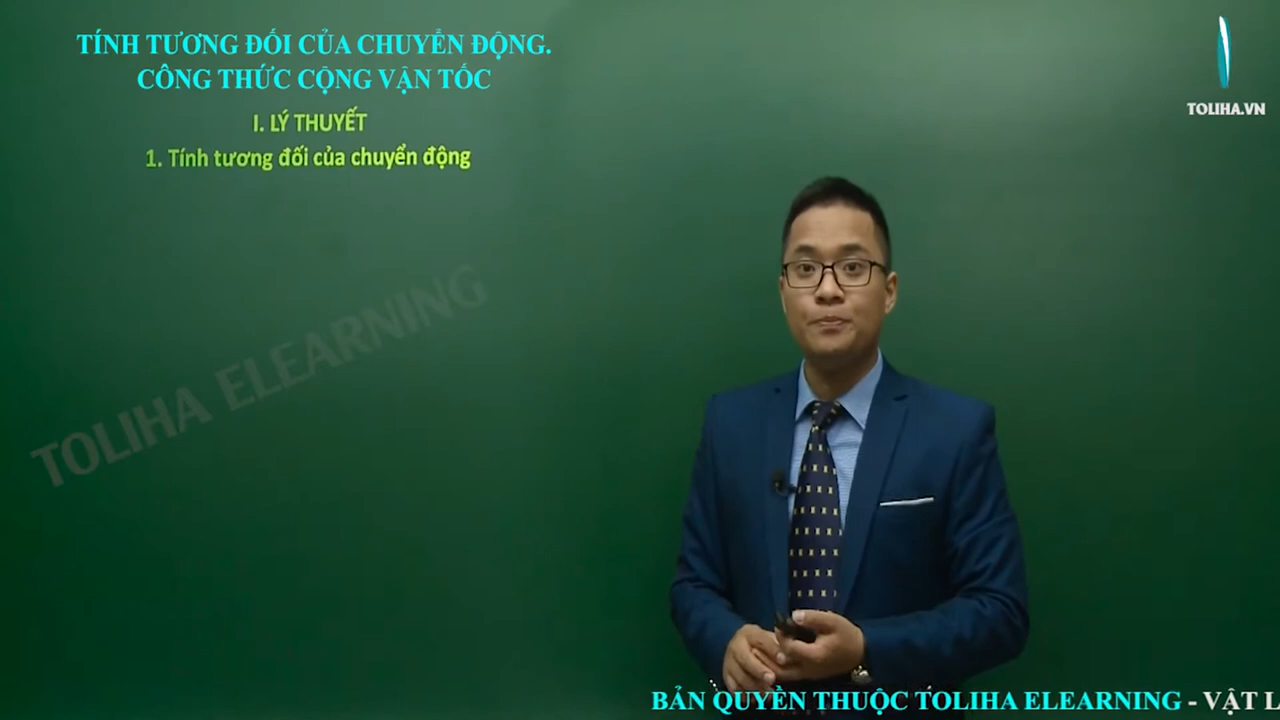 TÍNH TƯƠNG ĐỐI CỦA CHUYỂN ĐỘNG.
CÔNG THỨC CỘNG VẬN TỐC
I. LÝ THUYẾT
1. Tính tương đối của chuyển động
TOLIHA.VN
TOLIHA ELEARNING
BẢN QUYỀN THUỘC TOLIHA ELEARNING - VẬT L